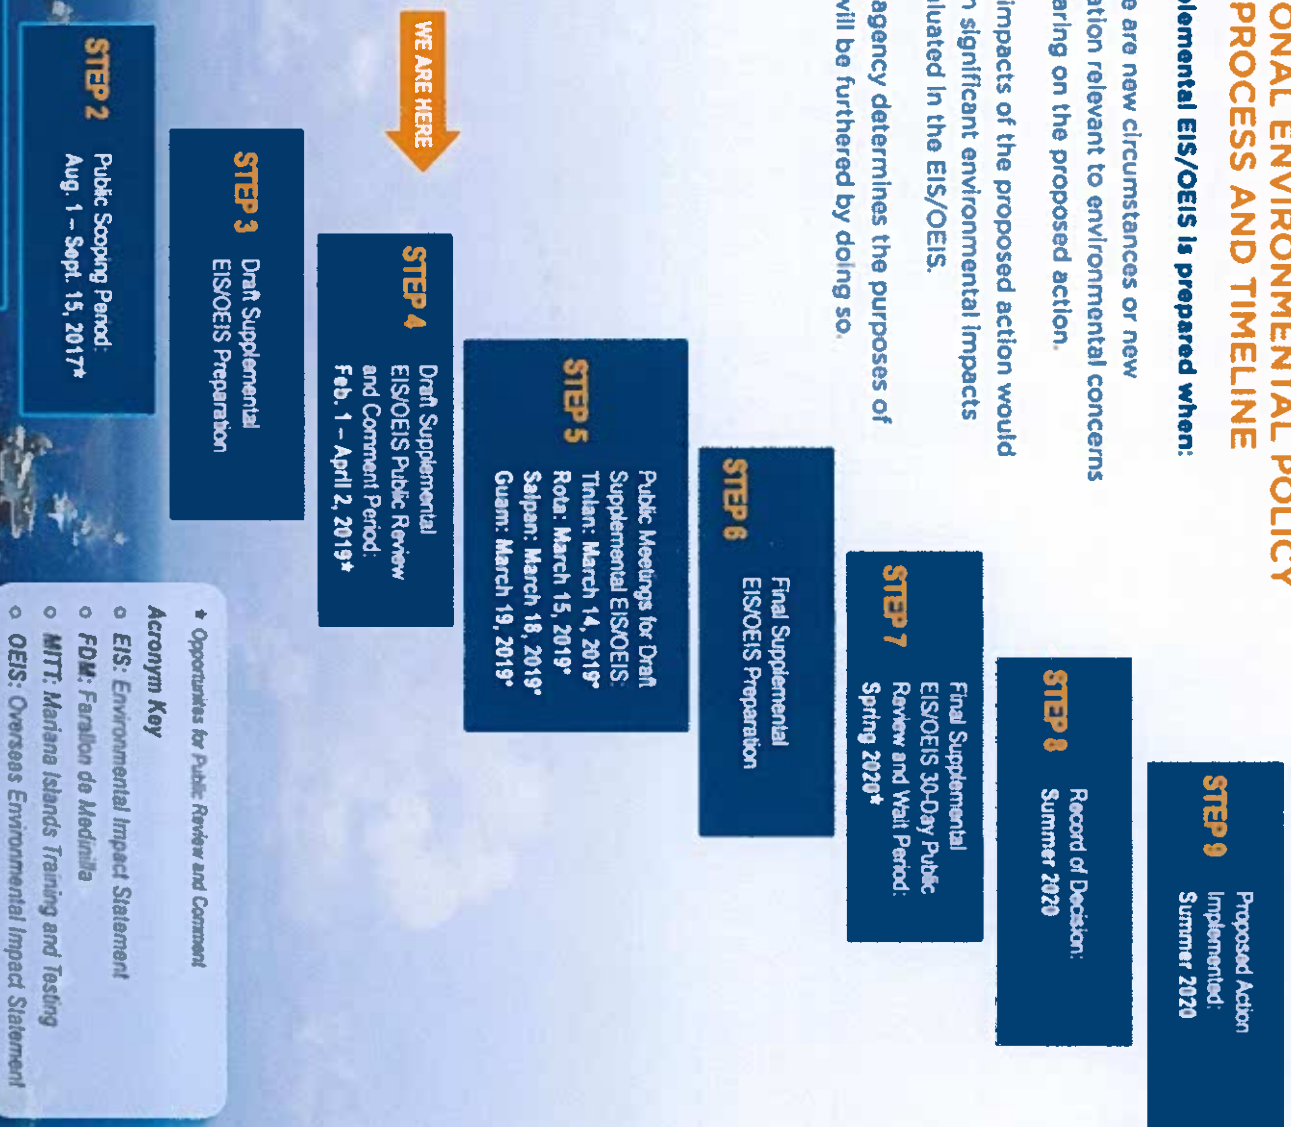 ONAL ENVIRONMENTAL POLICY
PROCESS AND TIMELINE
plemental EIS/OEIS is prepared when:
e are new circumstances or new
ation relevant to environmental concerns
aring on the proposed action.
impacts of the proposed action would
n significant environmental impacts
luated in the EIS/OEIS.
agency determines the purposes of
will be furthered by doing so.
WE ARE HERE
STEP 2
Public Scoping Period:
Aug. 1 – Sept. 15, 2017*
STEP 3
Draft Supplemental
EIS/OEIS Preparation
STEP 4
Draft Supplemental
EIS/OEIS Public Review
and Comment Period:
Feb. 1 – April 2, 2019*
STEP 5
Public Meetings for Draft
Supplemental EIS/OEIS:
Tinian: March 14, 2019*
Rota: March 15, 2019*
Saipan: March 18, 2019*
Guam: March 19, 2019*
STEP 6
Final Supplemental
EIS/OEIS Preparation
STEP 7
Final Supplemental
EIS/OEIS 30-Day Public
Review and Wait Period:
Spring 2020*
STEP 8
Record of Decision:
Summer 2020
STEP 9
Proposed Action
Implemented:
Summer 2020
* Opportunities for Public Review and Comment
Acronym Key
○ EIS: Environmental Impact Statement
○ FDM: Farallon de Medinilla
○ MITT: Mariana Islands Training and Testing
○ OEIS: Overseas Environmental Impact Statement